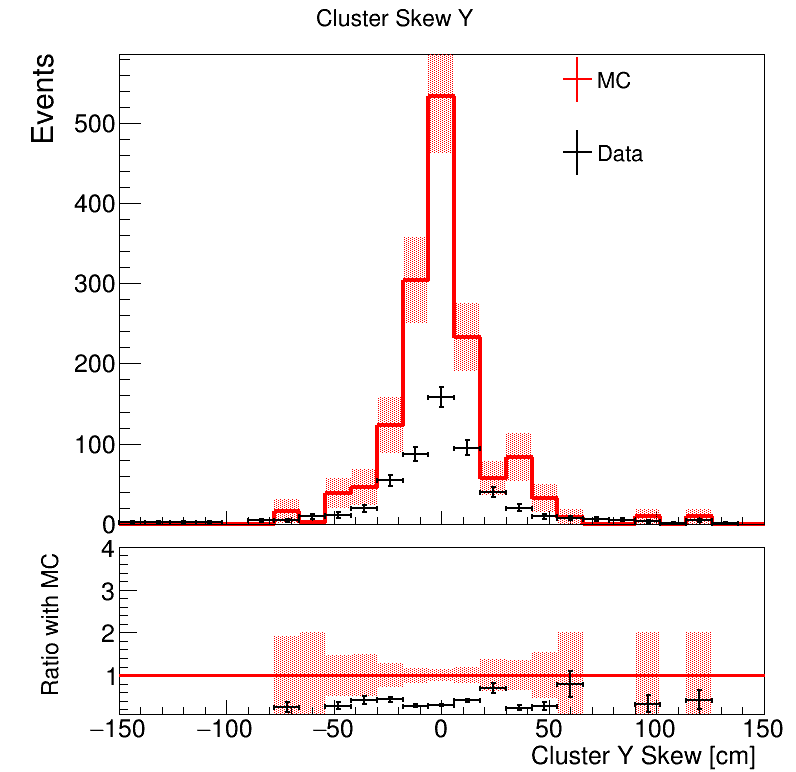 Cluster Skew Y
Events
MC
Data
500
400
300
200
100
0
Ratio with MC
4
3
2
1
−150 −100 −50 0 50 100 150
Cluster Y Skew [cm]